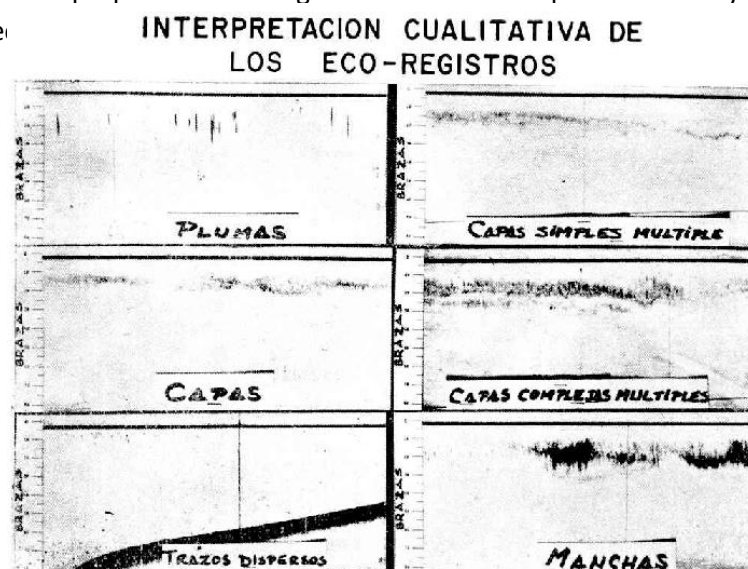 INTERPRETACION CUALITATIVA DE
LOS ECO-REGISTROS
BRAZAS
PLUMAS
BRAZAS
CAPAS SIMPLES MULTIPLE
BRAZAS
CAPAS
BRAZAS
CAPAS COMPLEJAS MULTIPLES
BRAZAS
TRAZOS DISPERSOS
BRAZAS
MANCHAS